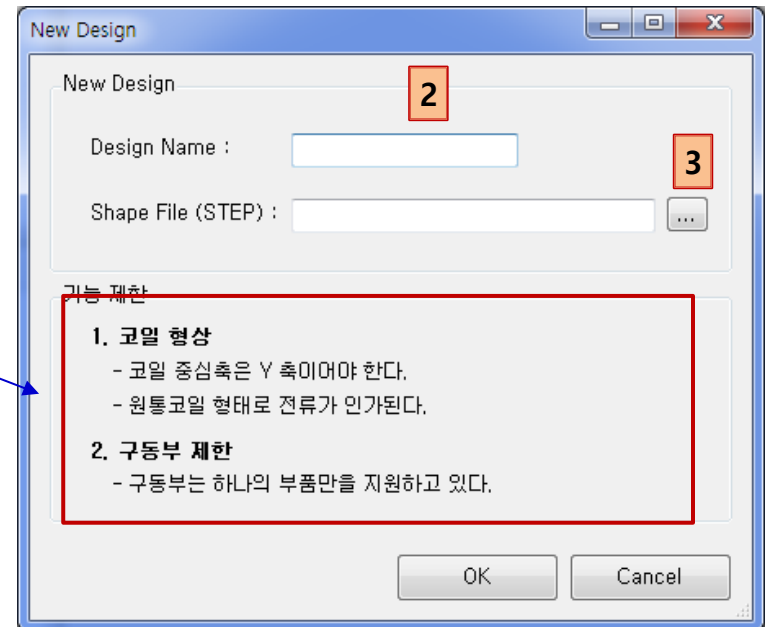 New Design
New Design
2
Design Name :
3
Shape File (STEP) :
...
기능 제한
1. 코일 형상
- 코일 중심축은 Y 축이어야 한다.
- 원통코일 형태로 전류가 인가된다.
2. 구동부 제한
- 구동부는 하나의 부품만을 지원하고 있다.
OK
Cancel